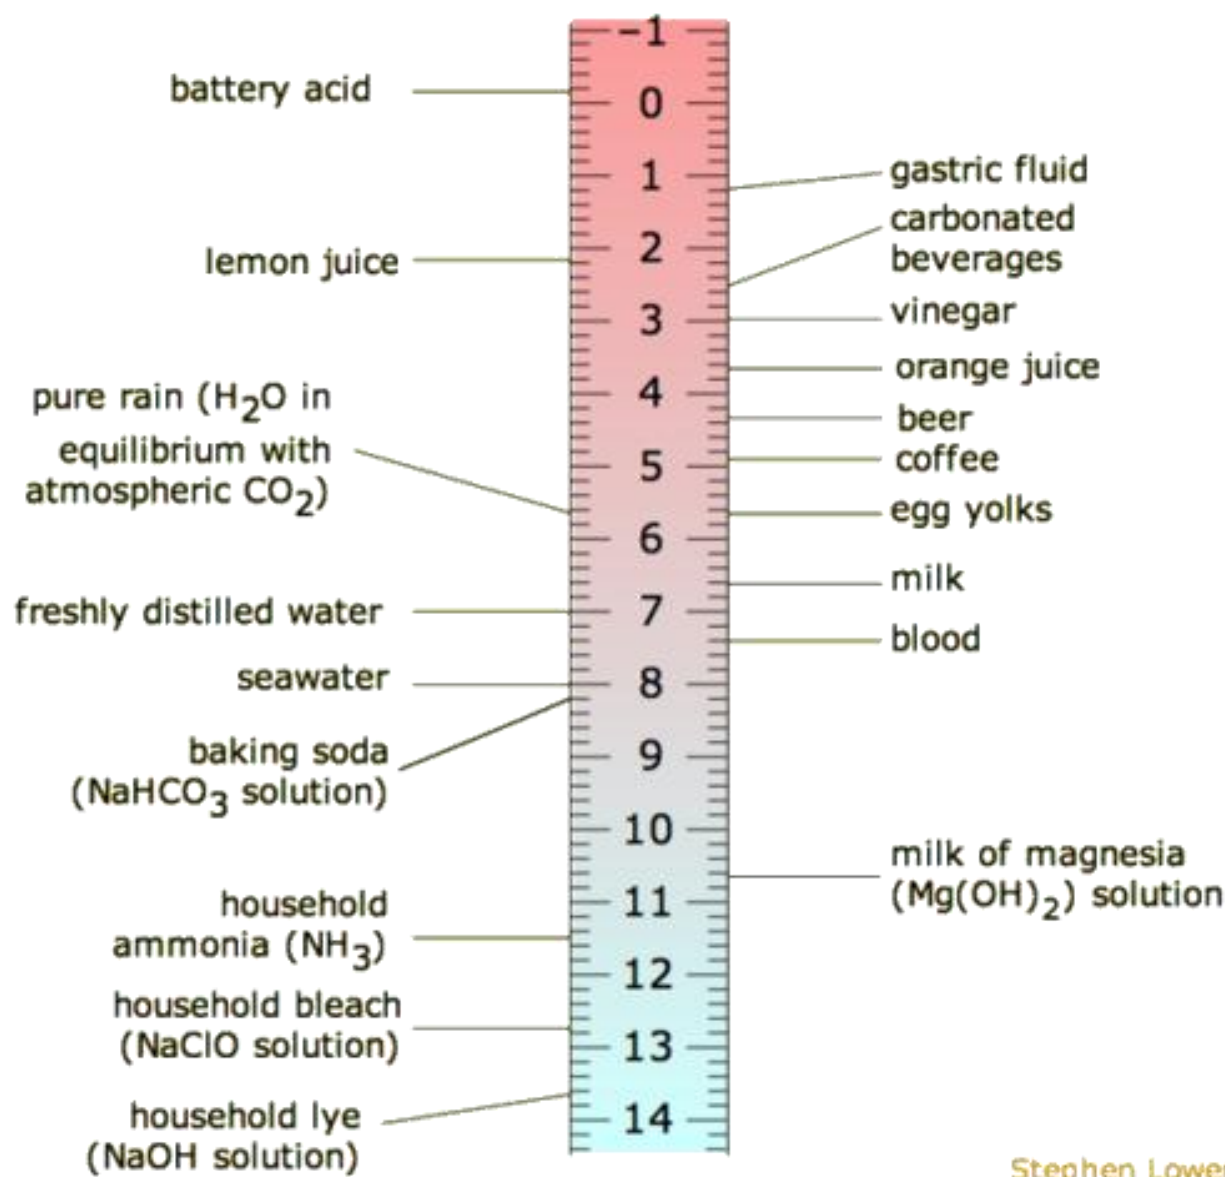 battery acid
lemon juice
pure rain (H₂O in
equilibrium with
atmospheric CO₂)
freshly distilled water
seawater
baking soda
(NaHCO₃ solution)
household
ammonia (NH₃)
household bleach
(NaClO solution)
household lye
(NaOH solution)
−1
0
1
2
3
4
5
6
7
8
9
10
11
12
13
14
gastric fluid
carbonated
beverages
vinegar
orange juice
beer
coffee
egg yolks
milk
blood
milk of magnesia
(Mg(OH)₂) solution
Stephen Lower